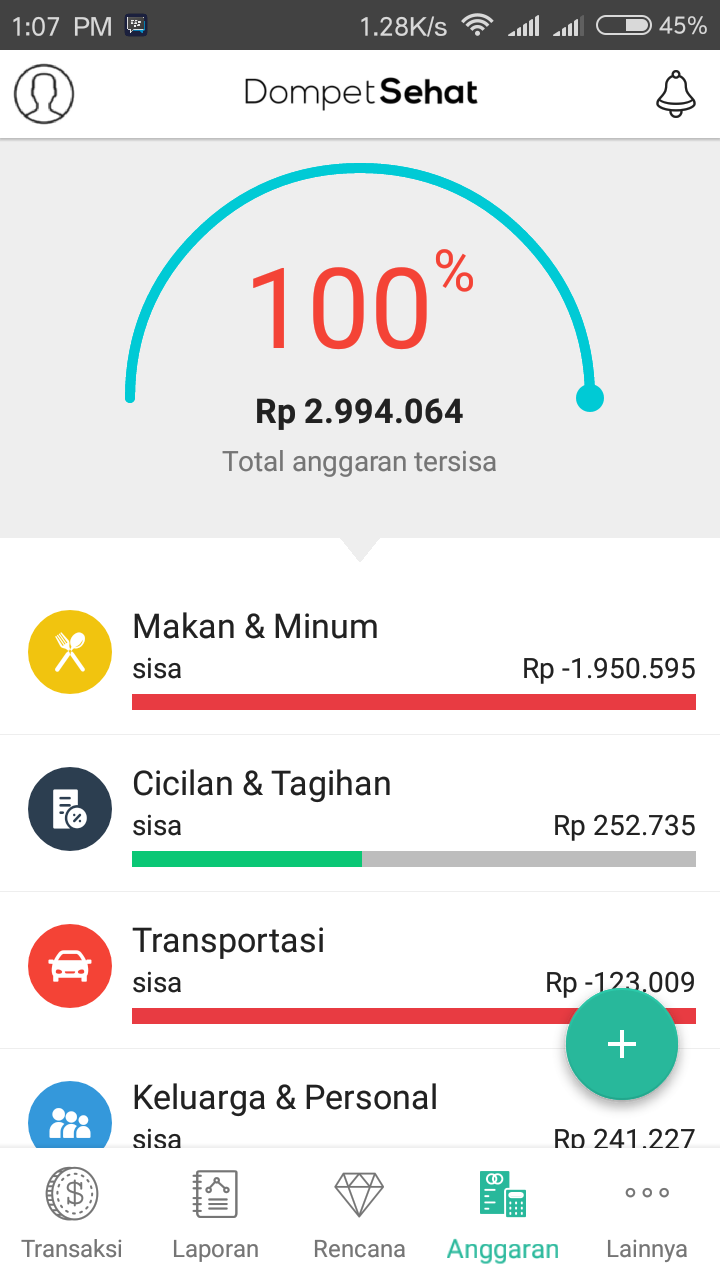 1:07 PM 1.28K/s 45%
DompetSehat
100%
Rp 2.994.064
Total anggaran tersisa
Makan & Minum
sisa Rp -1.950.595
Cicilan & Tagihan
sisa Rp 252.735
Transportasi
sisa Rp -123.009
Keluarga & Personal
sisa Rp 241.227
Transaksi Laporan Rencana Anggaran Lainnya